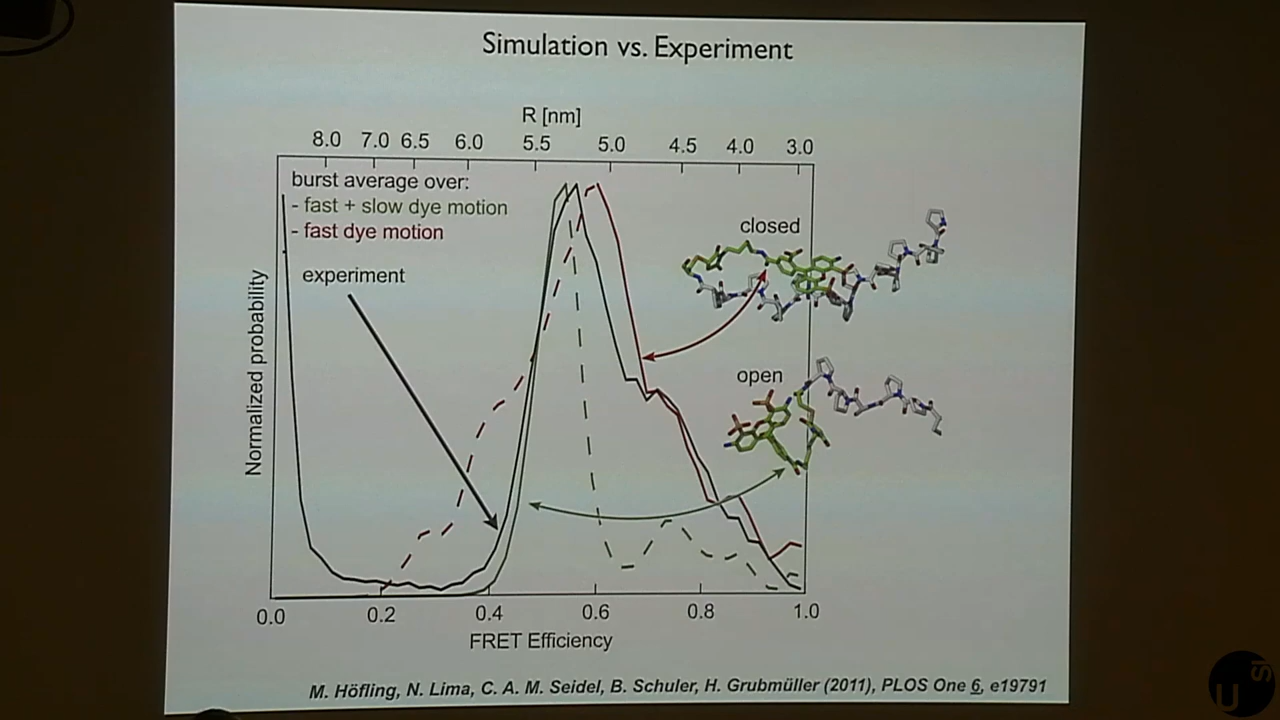 Simulation vs. Experiment
R [nm]
8.0 7.0 6.5 6.0 5.5 5.0 4.5 4.0 3.0
burst average over:
- fast + slow dye motion
- fast dye motion
experiment
closed
open
Normalized probability
0.0 0.2 0.4 0.6 0.8 1.0
FRET Efficiency
M. Höfling, N. Lima, C. A. M. Seidel, B. Schuler, H. Grubmüller (2011), PLOS One 6, e19791
U SI